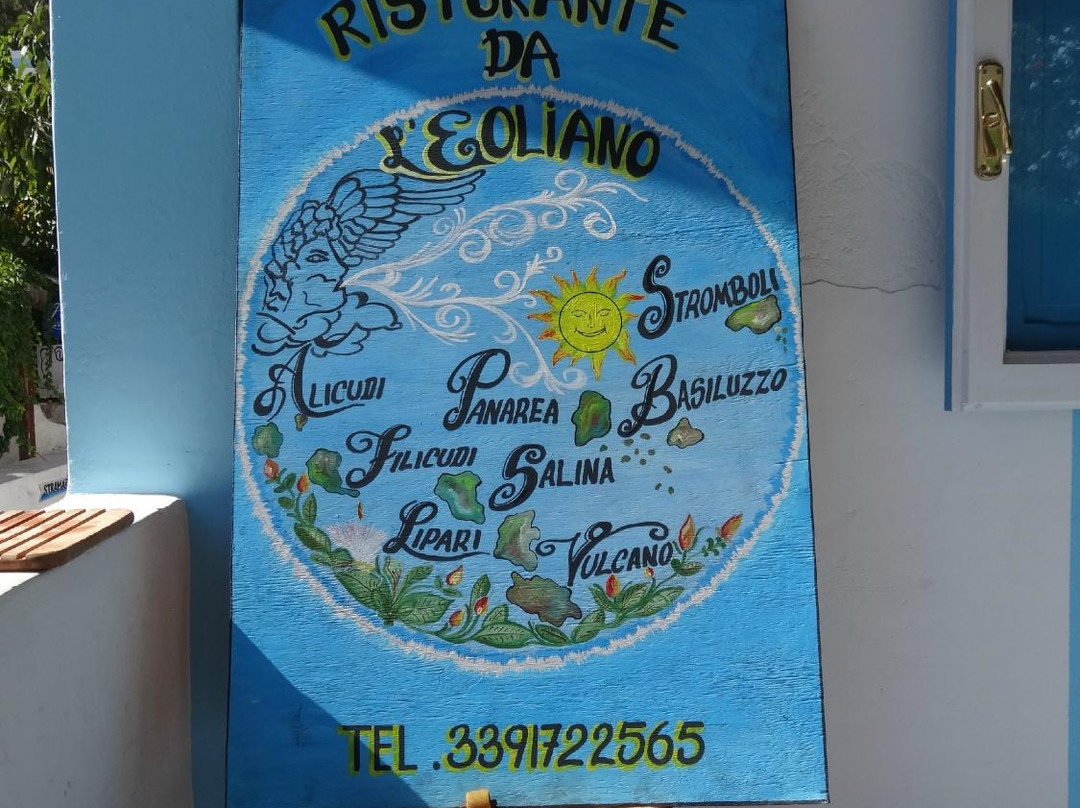 RISTORANTE
DA
L'EOLIANO
STROMBOLI
ALICUDI
PANAREA
BASILUZZO
FILICUDI
SALINA
LIPARI
VULCANO
TEL.3391722565